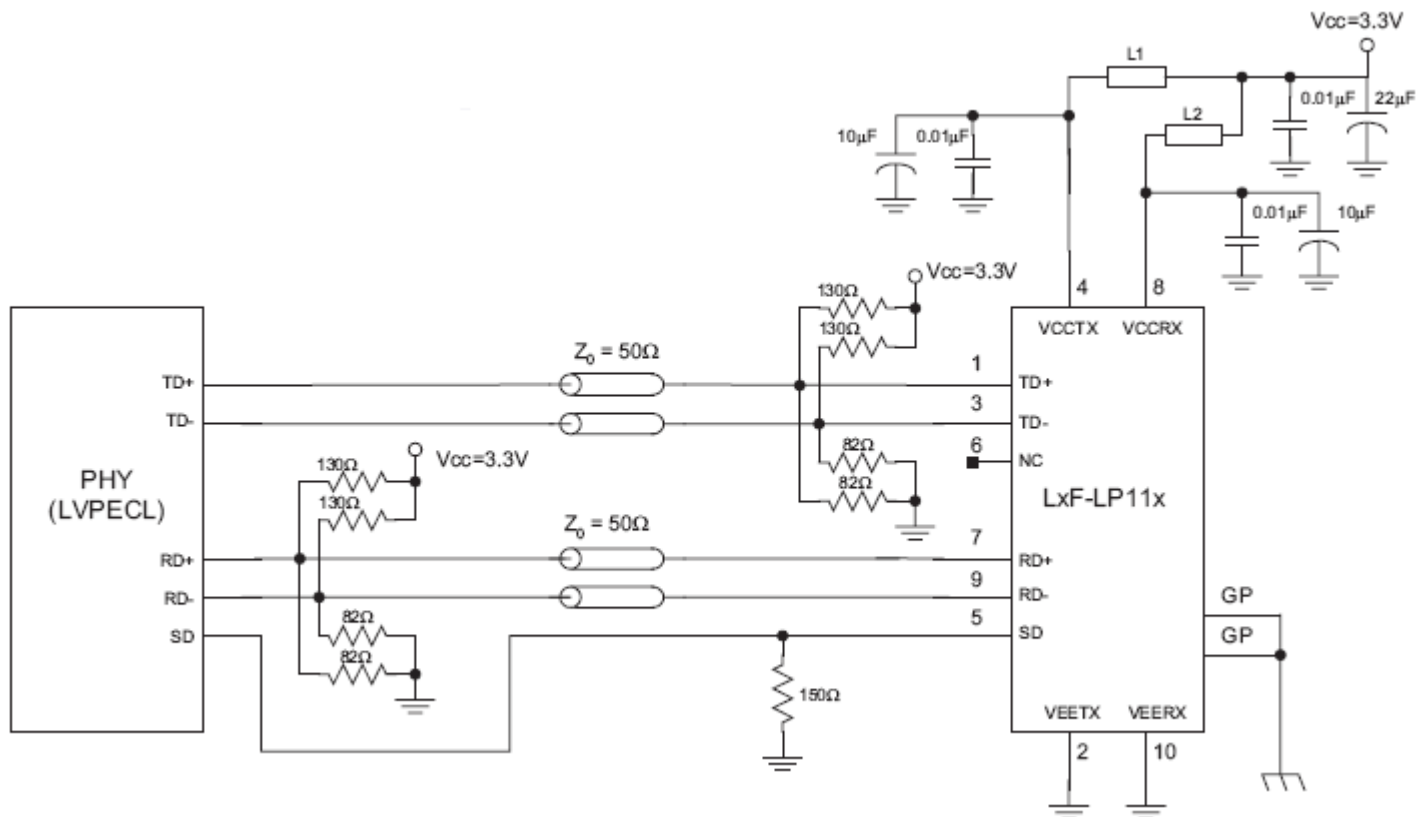 Vcc=3.3V
L1
0.01µF 22µF
L2
10µF 0.01µF
0.01µF 10µF
Vcc=3.3V
4 8
130Ω
VCCTX VCCRX
130Ω
Z₀ = 50Ω
1
TD+ TD+
3
TD- TD-
82Ω
6
NC
Vcc=3.3V
130Ω
82Ω
PHY
(LVPECL)
LxF-LP11x
130Ω
Z₀ = 50Ω
7
RD+ RD+
9
RD- RD-
GP
5
82Ω
SD SD
GP
82Ω
150Ω
VEETX VEERX
2 10